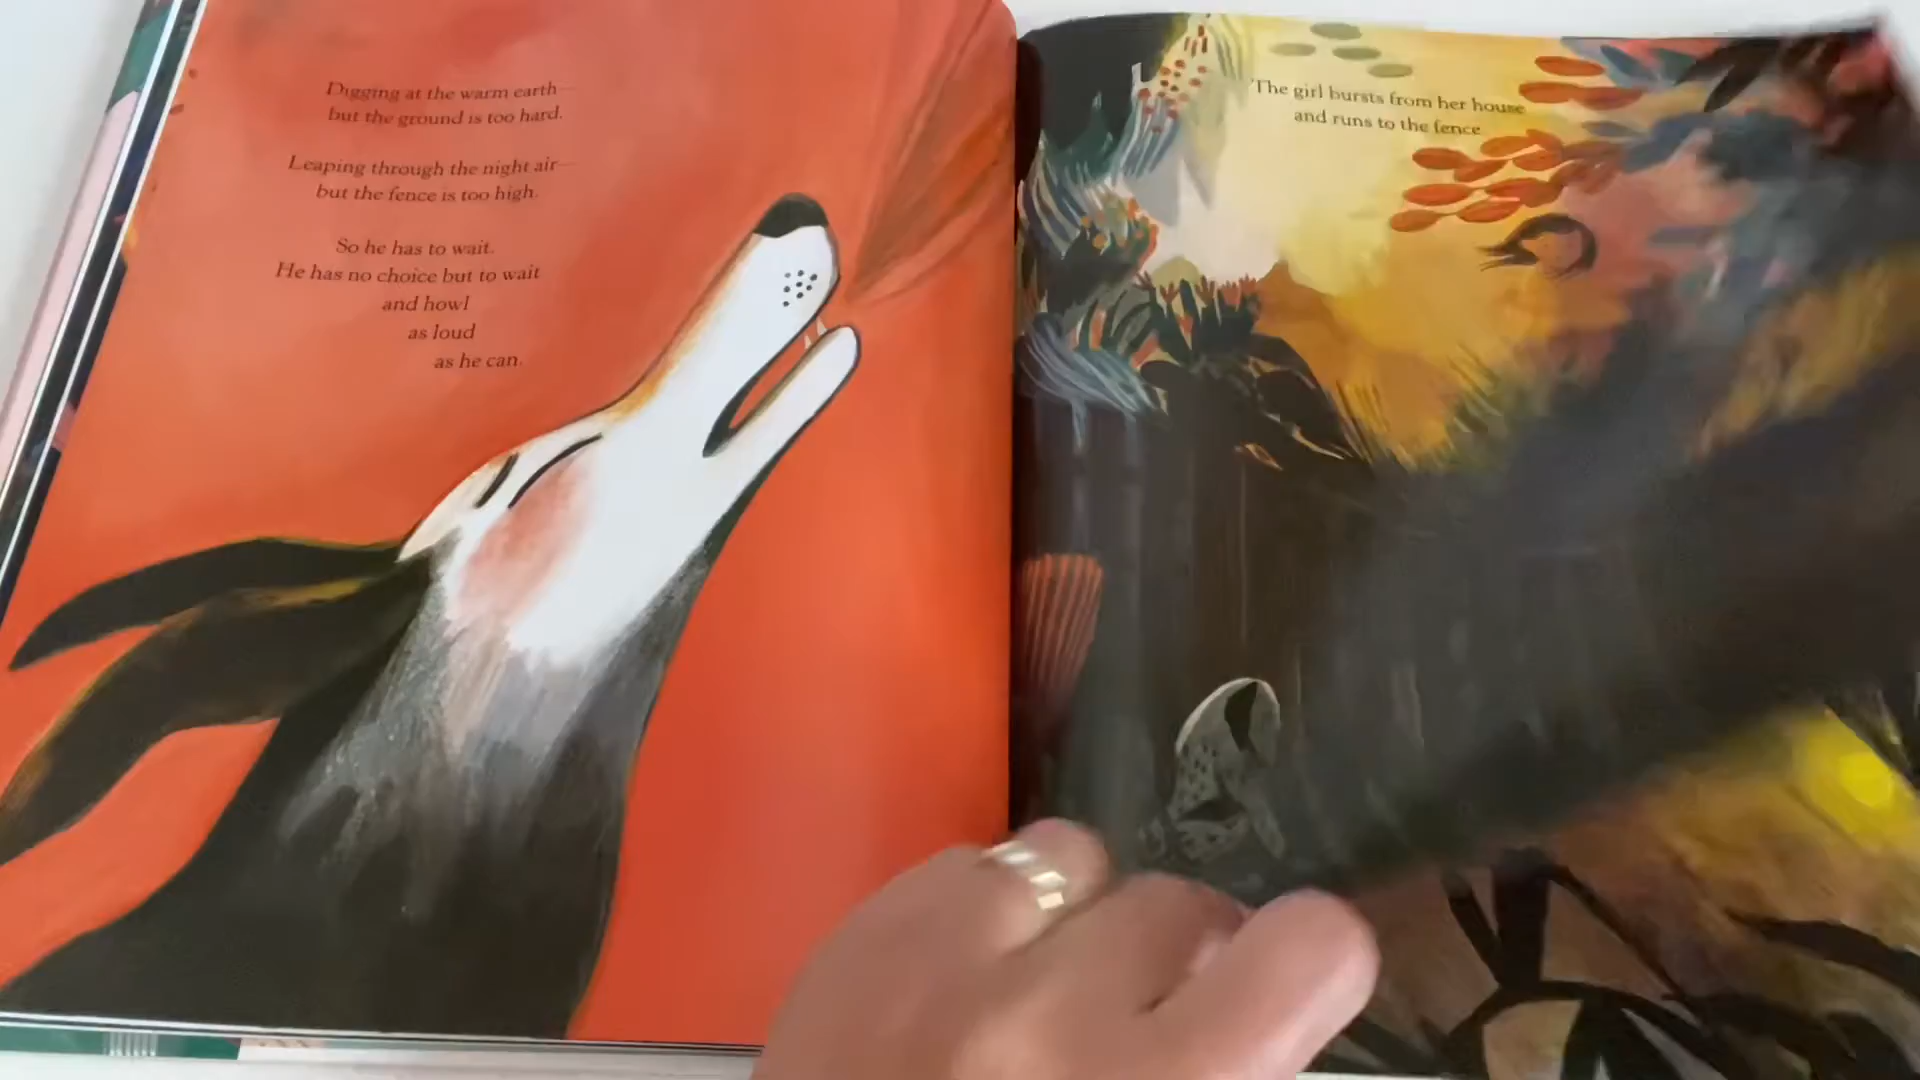 Digging at the warm earth—
but the ground is too hard.
Leaping through the night air—
but the fence is too high.
So he has to wait.
He has no choice but to wait
and howl
as loud
as he can.
The girl bursts from her house
and runs to the fence